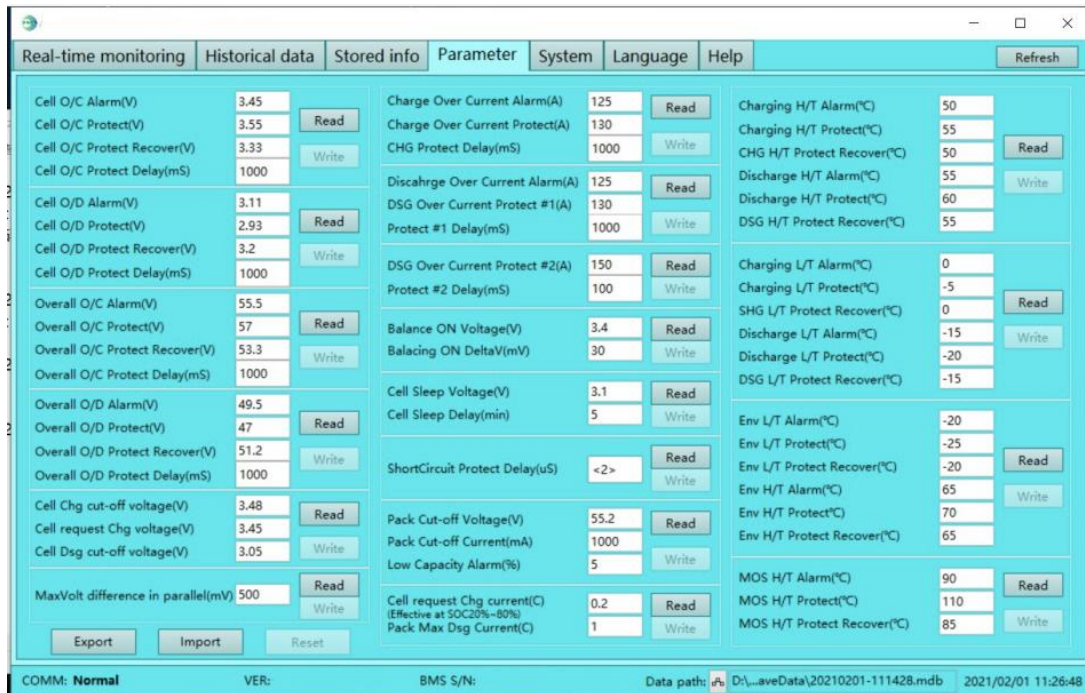 Real-time monitoring Historical data Stored info Parameter System Language Help Refresh
Cell O/C Alarm(V) 3.45
Cell O/C Protect(V) 3.55
Cell O/C Protect Recover(V) 3.33
Cell O/C Protect Delay(mS) 1000
Read
Write
Cell O/D Alarm(V) 3.11
Cell O/D Protect(V) 2.93
Cell O/D Protect Recover(V) 3.2
Cell O/D Protect Delay(mS) 1000
Read
Write
Overall O/C Alarm(V) 55.5
Overall O/C Protect(V) 57
Overall O/C Protect Recover(V) 53.3
Overall O/C Protect Delay(mS) 1000
Read
Write
Overall O/D Alarm(V) 49.5
Overall O/D Protect(V) 47
Overall O/D Protect Recover(V) 51.2
Overall O/D Protect Delay(mS) 1000
Read
Write
Cell Chg cut-off voltage(V) 3.48
Cell request Chg voltage(V) 3.45
Cell Dsg cut-off voltage(V) 3.05
Read
Write
MaxVolt difference in parallel(mV) 500
Read
Write
Export Import Reset
Charge Over Current Alarm(A) 125
Charge Over Current Protect(A) 130
CHG Protect Delay(mS) 1000
Read
Write
Discahrge Over Current Alarm(A) 125
DSG Over Current Protect #1(A) 130
Protect #1 Delay(mS) 1000
Read
Write
DSG Over Current Protect #2(A) 150
Protect #2 Delay(mS) 100
Read
Write
Balance ON Voltage(V) 3.4
Balacing ON DeltaV(mV) 30
Read
Write
Cell Sleep Voltage(V) 3.1
Cell Sleep Delay(min) 5
Read
Write
ShortCircuit Protect Delay(uS) <2>
Read
Write
Pack Cut-off Voltage(V) 55.2
Pack Cut-off Current(mA) 1000
Low Capacity Alarm(%) 5
Read
Write
Cell request Chg current(C) 0.2
(Effective at SOC20%~80%)
Pack Max Dsg Current(C) 1
Read
Write
Charging H/T Alarm(℃) 50
Charging H/T Protect(℃) 55
CHG H/T Protect Recover(℃) 50
Discharge H/T Alarm(℃) 55
Discharge H/T Protect(℃) 60
DSG H/T Protect Recover(℃) 55
Read
Write
Charging L/T Alarm(℃) 0
Charging L/T Protect(℃) -5
SHG L/T Protect Recover(℃) 0
Discharge L/T Alarm(℃) -15
Discharge L/T Protect(℃) -20
DSG L/T Protect Recover(℃) -15
Read
Write
Env L/T Alarm(℃) -20
Env L/T Protect(℃) -25
Env L/T Protect Recover(℃) -20
Env H/T Alarm(℃) 65
Env H/T Protect℃) 70
Env H/T Protect Recover(℃) 65
Read
Write
MOS H/T Alarm(℃) 90
MOS H/T Protect(℃) 110
MOS H/T Protect Recover(℃) 85
Read
Write
COMM: Normal VER: BMS S/N: Data path: D:\...aveData\20210201-111428.mdb 2021/02/01 11:26:48